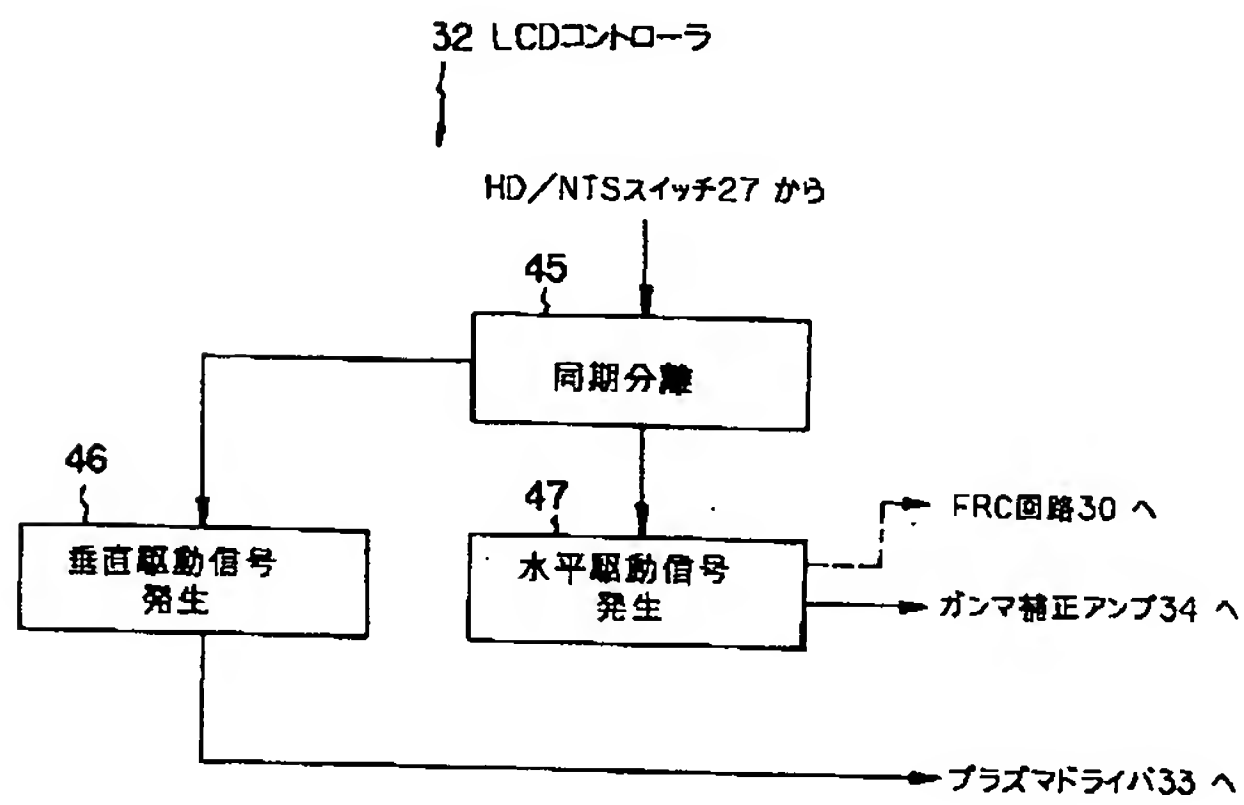 32 LCDコントローラ
HD/NTSスイッチ27 から
45
同期分離
46
垂直駆動信号
発生
47
水平駆動信号
発生
FRC回路30 へ
ガンマ補正アンプ34 へ
プラズマドライバ33 へ